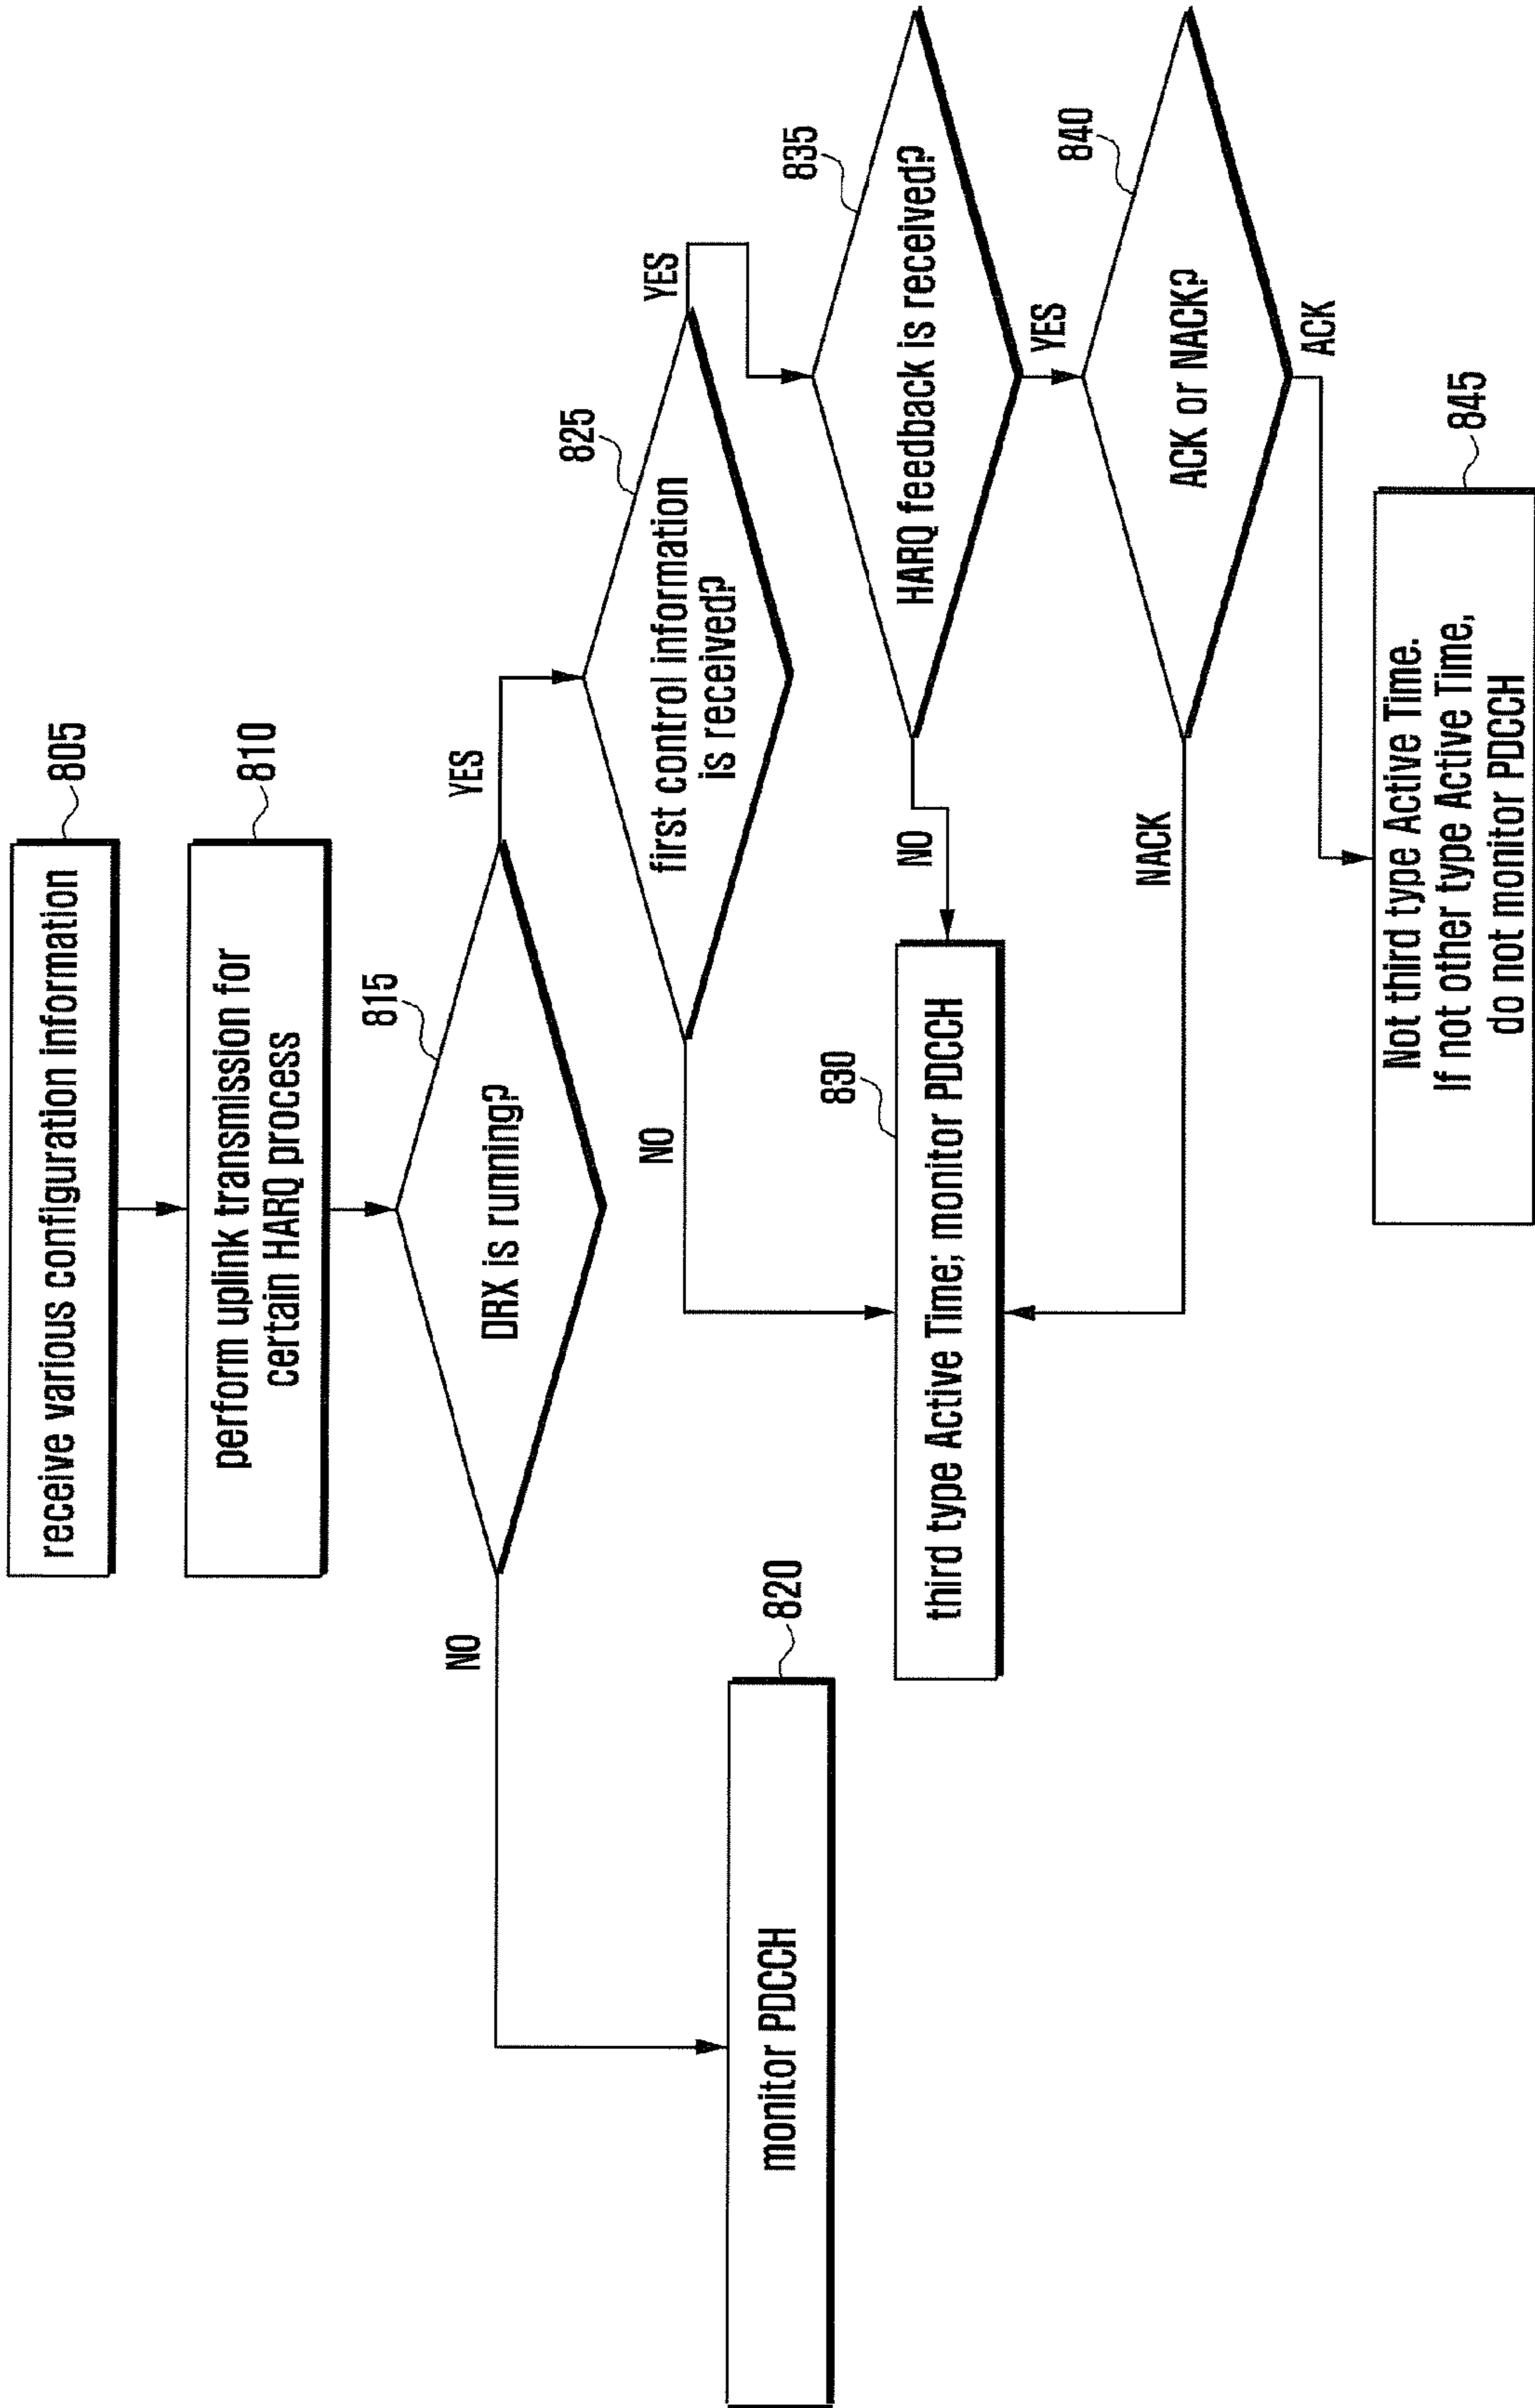 receive various configuration information
805
perform uplink transmission for
certain HARQ process
810
DRX is running?
815
NO
YES
monitor PDCCH
820
first control information
is received?
825
NO
YES
third type Active Time; monitor PDCCH
830
HARQ feedback is received?
835
NO
YES
ACK or NACK?
840
NACK
ACK
Not third type Active Time.
If not other type Active Time,
do not monitor PDCCH
845